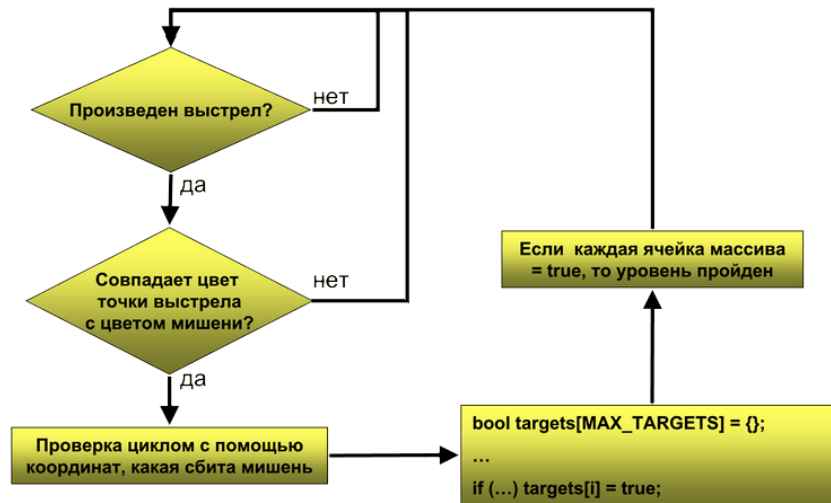 Произведен выстрел?
нет
да
Совпадает цвет
точки выстрела
с цветом мишени?
нет
да
Проверка циклом с помощью
координат, какая сбита мишень
bool targets[MAX_TARGETS] = {};
…
if (…) targets[i] = true;
Если каждая ячейка массива
= true, то уровень пройден